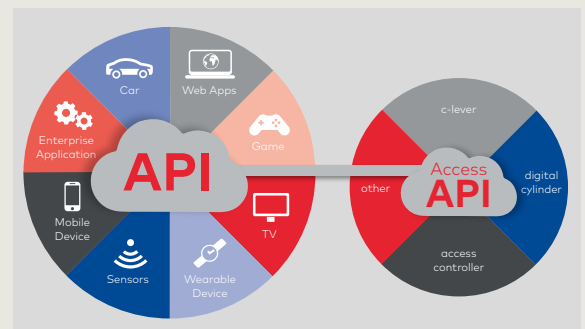 Car
Web Apps
Enterprise
Application
Game
API
Mobile
Device
TV
Sensors
Wearable
Device
c-lever
other
Access
API
digital
cylinder
access
controller